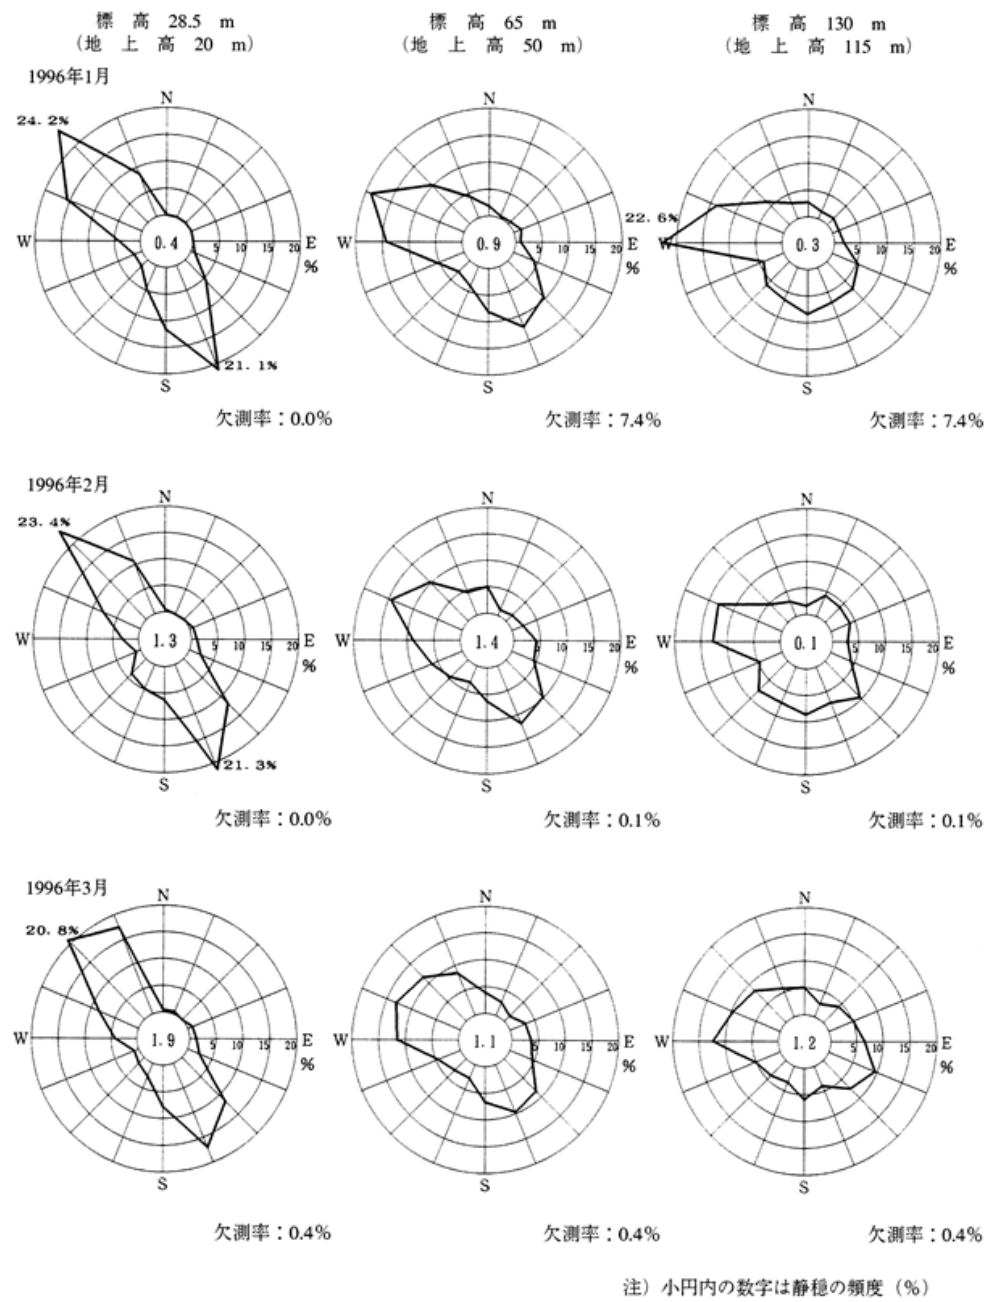 標 高 28.5 m
（地 上 高 20 m）
標 高 65 m
（地 上 高 50 m）
標 高 130 m
（地 上 高 115 m）
1996年1月
N
24.2%
W
0.4
5 10 15 20
E
%
21.1%
S
欠測率：0.0%
N
W
0.9
5 10 15 20
E
%
S
欠測率：7.4%
N
22.6%
W
0.3
5 10 15 20
E
%
S
欠測率：7.4%
1996年2月
N
23.4%
W
1.3
5 10 15 20
E
%
21.3%
S
欠測率：0.0%
N
W
1.4
5 10 15 20
E
%
S
欠測率：0.1%
N
W
0.1
5 10 15 20
E
%
S
欠測率：0.1%
1996年3月
N
20.8%
W
1.9
5 10 15 20
E
%
S
欠測率：0.4%
N
W
1.1
5 10 15 20
E
%
S
欠測率：0.4%
N
W
1.2
5 10 15 20
E
%
S
欠測率：0.4%
注）小円内の数字は静穏の頻度（%）